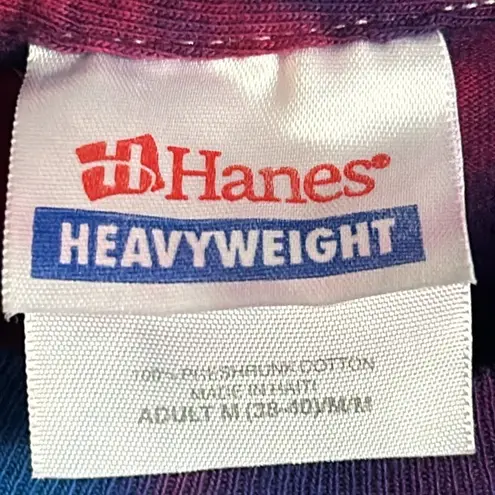 H Hanes®
HEAVYWEIGHT
100% PRESHRUNK COTTON
MADE IN HAITI
ADULT M (38-40)/M/M